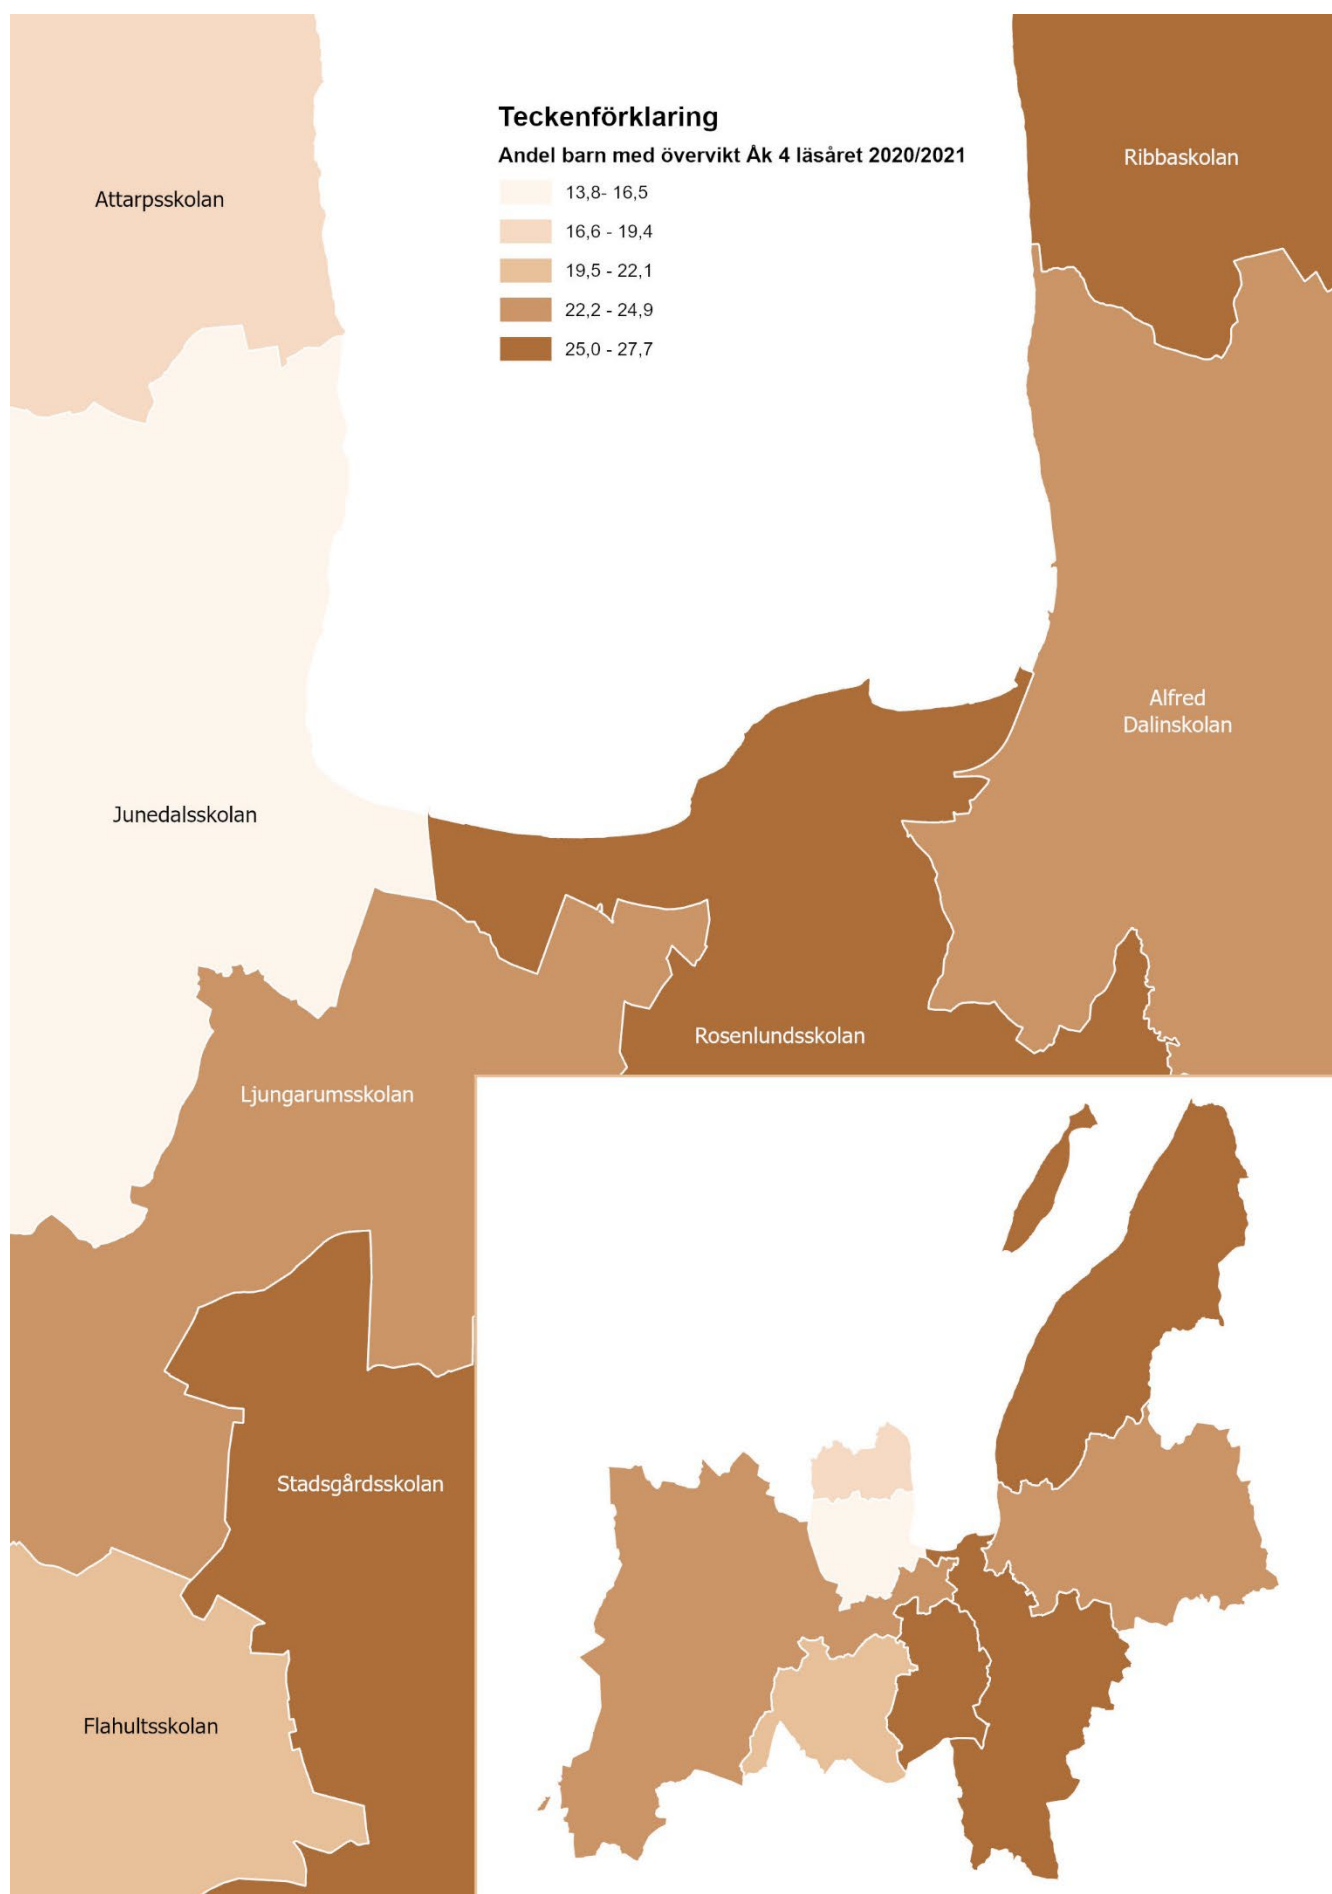 Teckenförklaring
Andel barn med övervikt Åk 4 läsåret 2020/2021
13,8- 16,5
16,6 - 19,4
19,5 - 22,1
22,2 - 24,9
25,0 - 27,7
Ribbaskolan
Attarpsskolan
Alfred
Dalinskolan
Junedalsskolan
Rosenlundsskolan
Ljungarumsskolan
Stadsgårdsskolan
Flahultsskolan